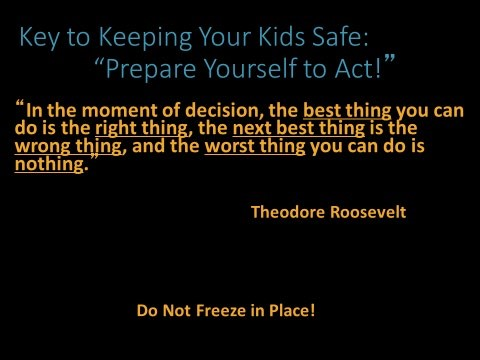 Key to Keeping Your Kids Safe:
“Prepare Yourself to Act!”
“In the moment of decision, the best thing you can
do is the right thing, the next best thing is the
wrong thing, and the worst thing you can do is
nothing.”
Theodore Roosevelt
Do Not Freeze in Place!